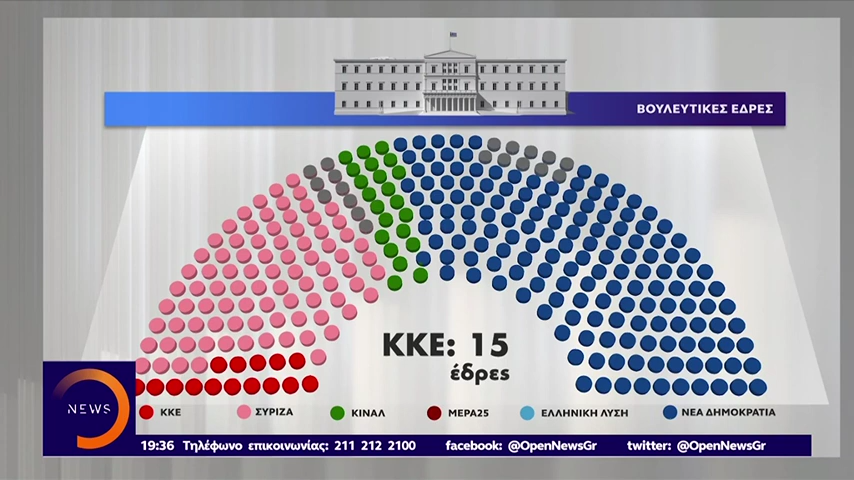 ΒΟΥΛΕΥΤΙΚΕΣ ΕΔΡΕΣ
ΚΚΕ: 15
έδρες
NEWS
ΚΚΕ ΣΥΡΙΖΑ ΚΙΝΑΛ ΜΕΡΑ25 ΕΛΛΗΝΙΚΗ ΛΥΣΗ ΝΕΑ ΔΗΜΟΚΡΑΤΙΑ
19:36 Τηλέφωνο επικοινωνίας: 211 212 2100 facebook: @OpenNewsGr twitter: @OpenNewsGr